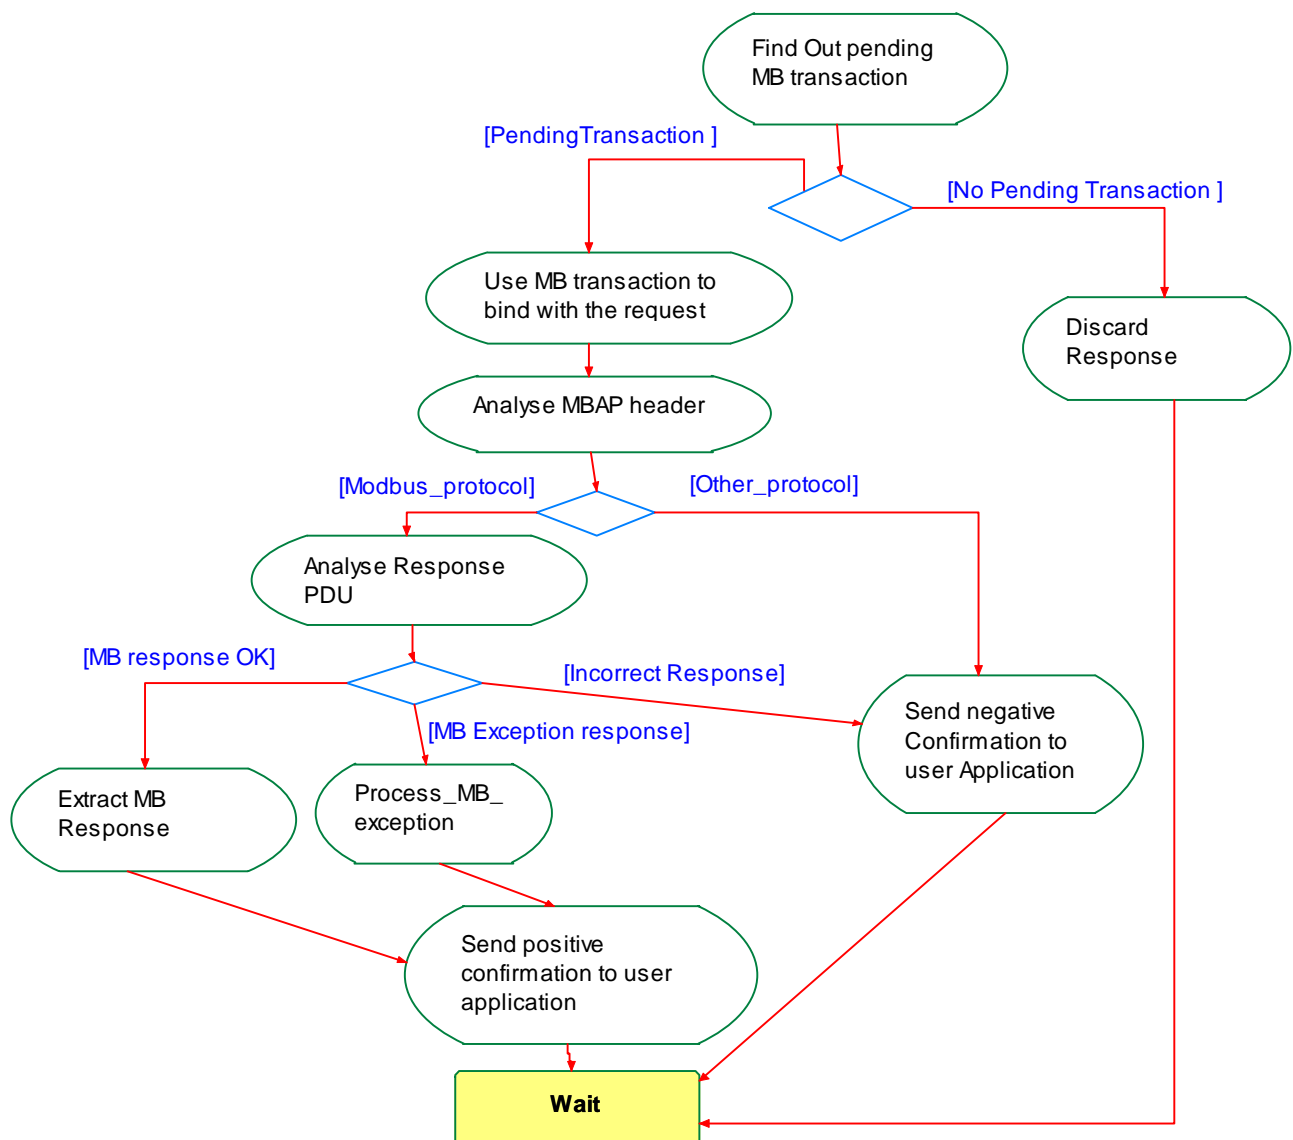 Find Out pending
MB transaction
[PendingTransaction ]
[No Pending Transaction ]
Use MB transaction to
bind with the request
Discard
Response
Analyse MBAP header
[Modbus_protocol]
[Other_protocol]
Analyse Response
PDU
[MB response OK]
[Incorrect Response]
[MB Exception response]
Send negative
Confirmation to
user Application
Extract MB
Response
Process_MB_
exception
Send positive
confirmation to user
application
Wait